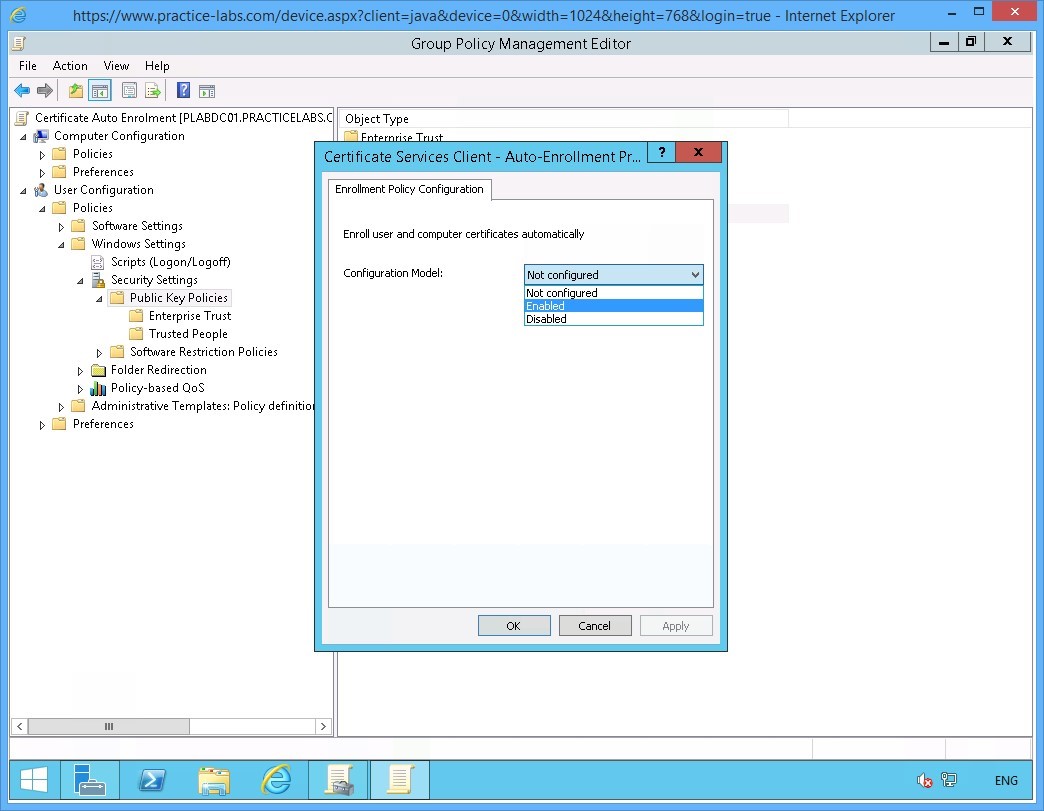 https://www.practice-labs.com/device.aspx?client=java&device=0&width=1024&height=768&login=true - Internet Explorer
Group Policy Management Editor
File Action View Help
Certificate Auto Enrolment [PLABDC01.PRACTICELABS.C
Computer Configuration
Policies
Preferences
User Configuration
Policies
Software Settings
Windows Settings
Scripts (Logon/Logoff)
Security Settings
Public Key Policies
Enterprise Trust
Trusted People
Software Restriction Policies
Folder Redirection
Policy-based QoS
Administrative Templates: Policy definition
Preferences
Object Type
Enterprise Trust
Certificate Services Client - Auto-Enrollment Pr...
Enrollment Policy Configuration
Enroll user and computer certificates automatically
Configuration Model:
Not configured
Not configured
Enabled
Disabled
OK
Cancel
Apply
ENG